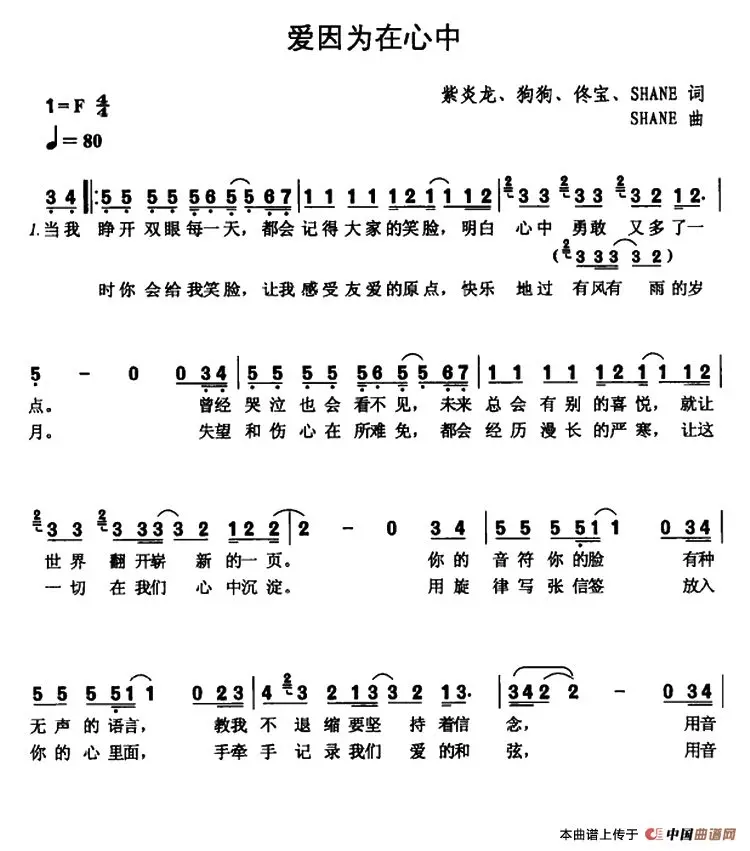 爱因为在心中
紫炎龙、狗狗、佟宝、SHANE 词
1=F 4/4
SHANE 曲
♩=80
3 4 5 5 5 5 5 6 5 5 5 6 7 1 1 1 1 1 2 1 1 1 1 2 2 3 3 2 3 3 2 3 2 1 2.
1.当我 睁开 双眼 每一天, 都会 记得 大家 的笑脸, 明白 心中 勇敢 又多了一
( 2 3 3 3 3 2 )
时你 会给 我笑脸, 让我 感受 友爱 的原点, 快乐 地过 有风有 雨的岁
5 - 0 0 3 4 5 5 5 5 5 6 5 5 5 6 7 1 1 1 1 1 2 1 1 1 1 2
点。 曾经 哭泣 也会 看不见, 未来 总会 有别 的喜悦, 就让
月。 失望 和伤 心在 所难免, 都会 经历 漫长 的严寒, 让这
2 3 3 2 3 3 3 3 2 1 2 2 2 2 - 0 3 4 5 5 5 5 1 1 0 3 4
世界 翻开崭 新的一页。 你的 音符你的脸 有种
一切 在我们 心中沉淀。 用旋 律写张信签 放入
5 5 5 5 1 1 0 2 3 4 2 3 2 1 3 3 2 1 3. 3 4 2 2 - 0 3 4
无声的语言, 教我 不退缩要坚 持着信 念, 用音
你的心里面, 手牵 手记录我们 爱的和 弦, 用音
本曲谱上传于 中国曲谱网